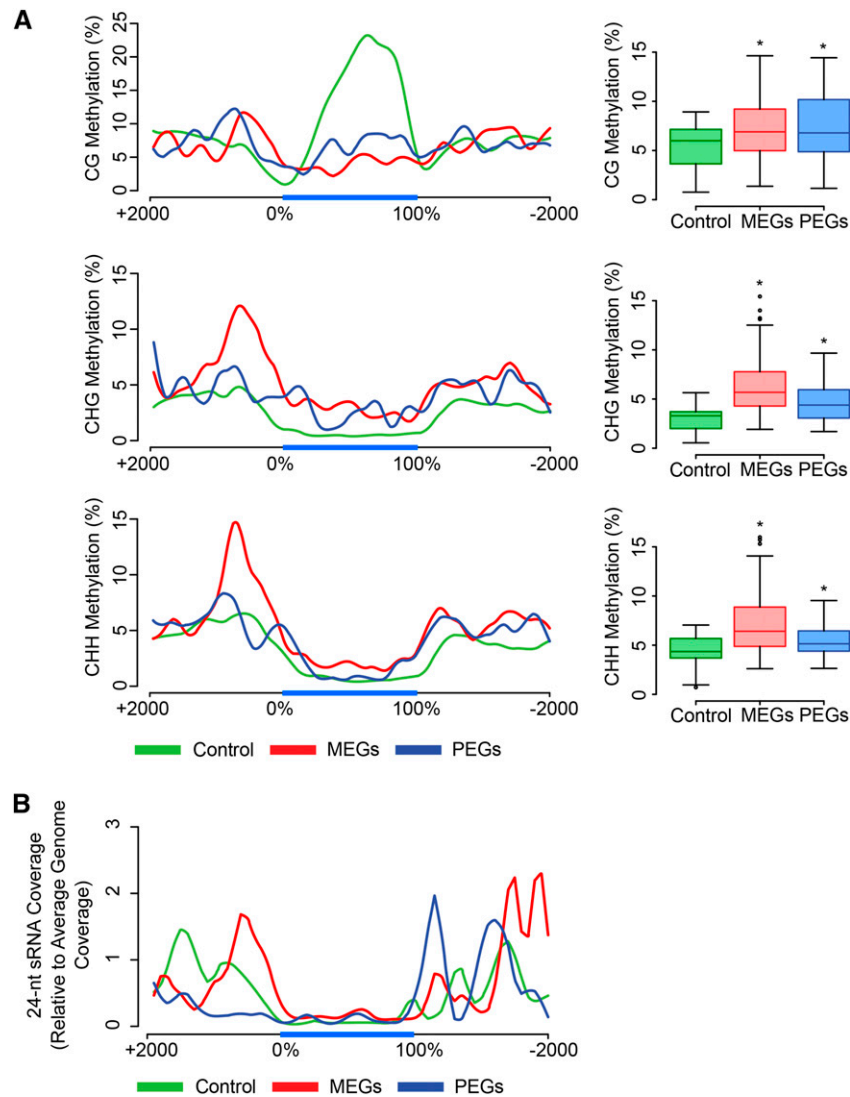 A
CG Methylation (%)
25
20
15
10
5
0
+2000 0% 100% -2000
CG Methylation (%)
15
10
5
0
*
*
Control MEGs PEGs
CHG Methylation (%)
15
10
5
0
+2000 0% 100% -2000
CHG Methylation (%)
15
10
5
0
*
*
Control MEGs PEGs
CHH Methylation (%)
15
10
5
0
+2000 0% 100% -2000
CHH Methylation (%)
15
10
5
0
*
*
Control MEGs PEGs
Control MEGs PEGs
B
24-nt sRNA Coverage
(Relative to Average Genome
Coverage)
3
2
1
0
+2000 0% 100% -2000
Control MEGs PEGs